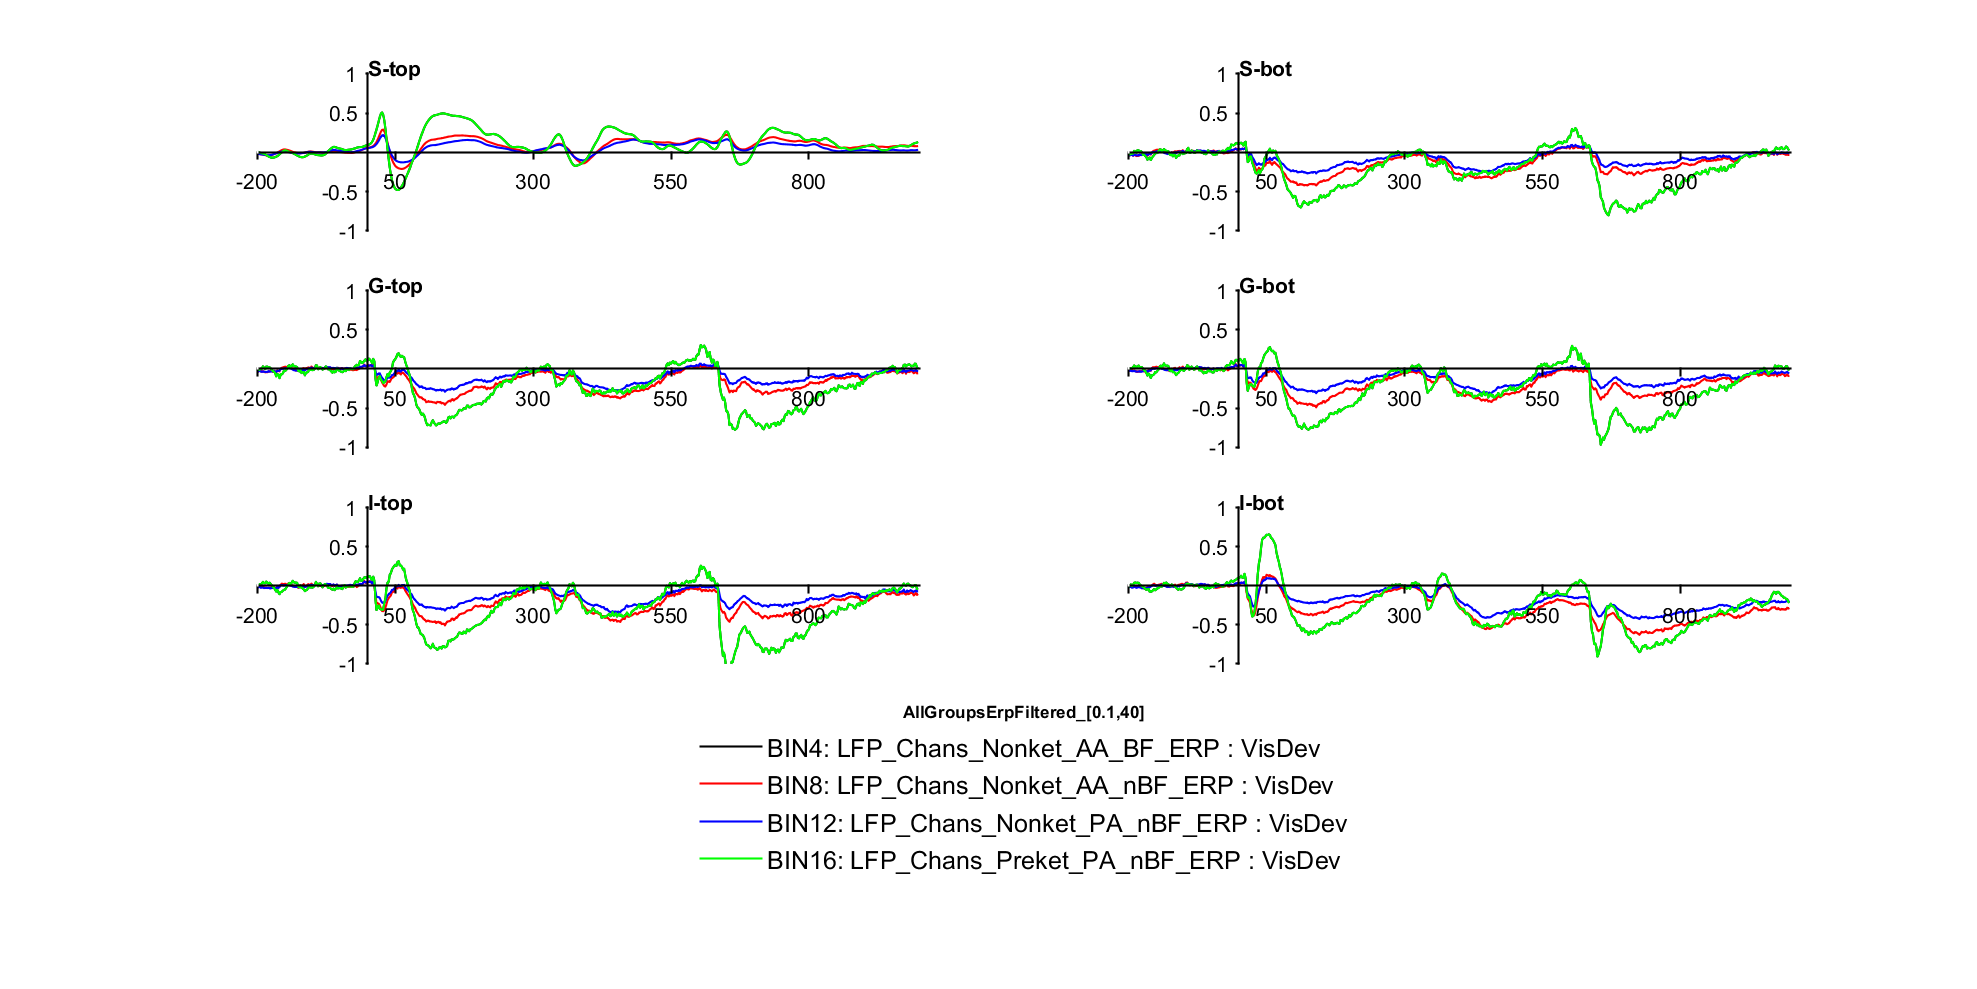 S-top
1
0.5
-0.5
-1
-200 50 300 550 800
S-bot
1
0.5
-0.5
-1
-200 50 300 550 800
G-top
1
0.5
-0.5
-1
-200 50 300 550 800
G-bot
1
0.5
-0.5
-1
-200 50 300 550 800
I-top
1
0.5
-0.5
-1
-200 50 300 550 800
I-bot
1
0.5
-0.5
-1
-200 50 300 550 800
AllGroupsErpFiltered_[0.1,40]
BIN4: LFP_Chans_Nonket_AA_BF_ERP : VisDev
BIN8: LFP_Chans_Nonket_AA_nBF_ERP : VisDev
BIN12: LFP_Chans_Nonket_PA_nBF_ERP : VisDev
BIN16: LFP_Chans_Preket_PA_nBF_ERP : VisDev